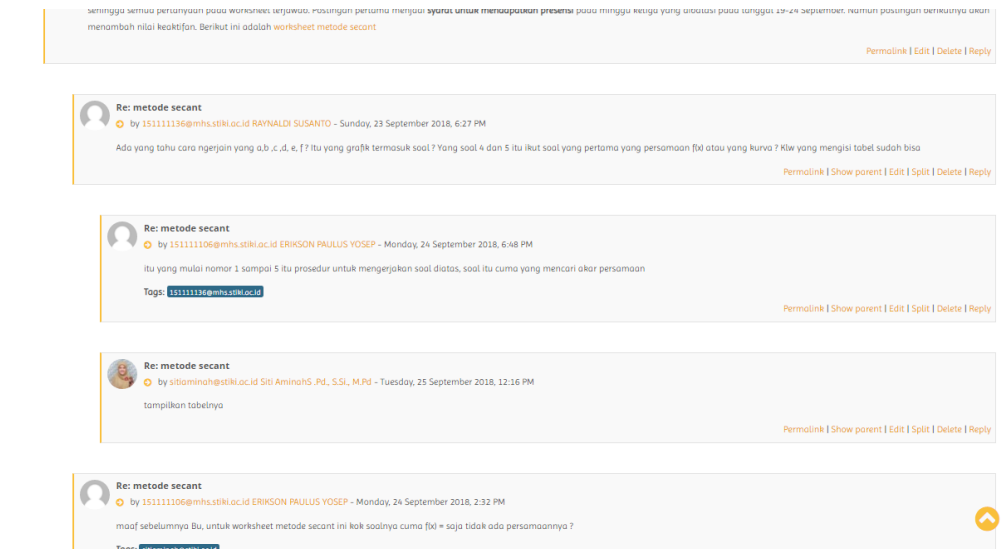 sehingga semua pertanyaan pada worksheet terjawab. Postingan pertama menjadi syarat untuk mendapatkan presensi pada minggu ketiga yang dibatasi pada tanggal 19-24 September. Namun postingan berikutnya akan
menambah nilai keaktifan. Berikut ini adalah worksheet metode secant
Permalink | Edit | Delete | Reply
Re: metode secant
by 151111136@mhs.stiki.ac.id RAYNALDI SUSANTO - Sunday, 23 September 2018, 6:27 PM
Ada yang tahu cara ngerjain yang a,b ,c ,d, e, f ? Itu yang grafik termasuk soal ? Yang soal 4 dan 5 itu ikut soal yang pertama yang persamaan f(x) atau yang kurva ? Klw yang mengisi tabel sudah bisa
Permalink | Show parent | Edit | Split | Delete | Reply
Re: metode secant
by 151111106@mhs.stiki.ac.id ERIKSON PAULUS YOSEP - Monday, 24 September 2018, 6:48 PM
itu yang mulai nomor 1 sampai 5 itu prosedur untuk mengerjakan soal diatas, soal itu cuma yang mencari akar persamaan
Tags: 151111136@mhs.stiki.ac.id
Permalink | Show parent | Edit | Split | Delete | Reply
Re: metode secant
by sitiaminah@stiki.ac.id Siti AminahS .Pd., S.Si., M.Pd - Tuesday, 25 September 2018, 12:16 PM
tampilkan tabelnya
Permalink | Show parent | Edit | Split | Delete | Reply
Re: metode secant
by 151111106@mhs.stiki.ac.id ERIKSON PAULUS YOSEP - Monday, 24 September 2018, 2:32 PM
maaf sebelumnya Bu, untuk worksheet metode secant ini kok soalnya cuma f(x) = saja tidak ada persamaannya ?
Tags: sitiaminah@stiki.ac.id